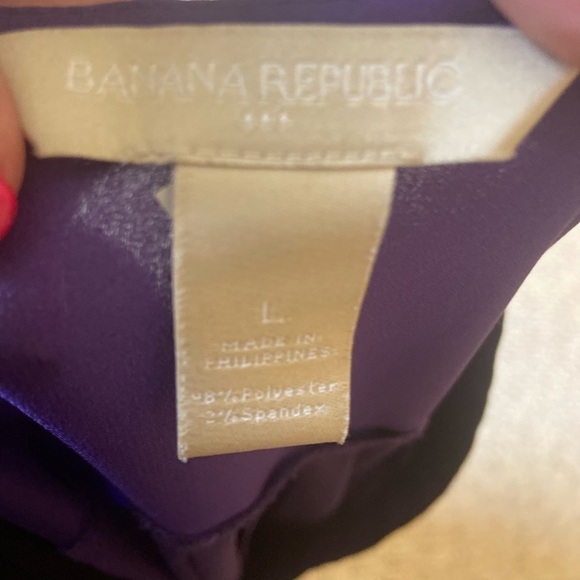 BANANA REPUBLIC
L
MADE IN
PHILIPPINES
Polyester
Spandex